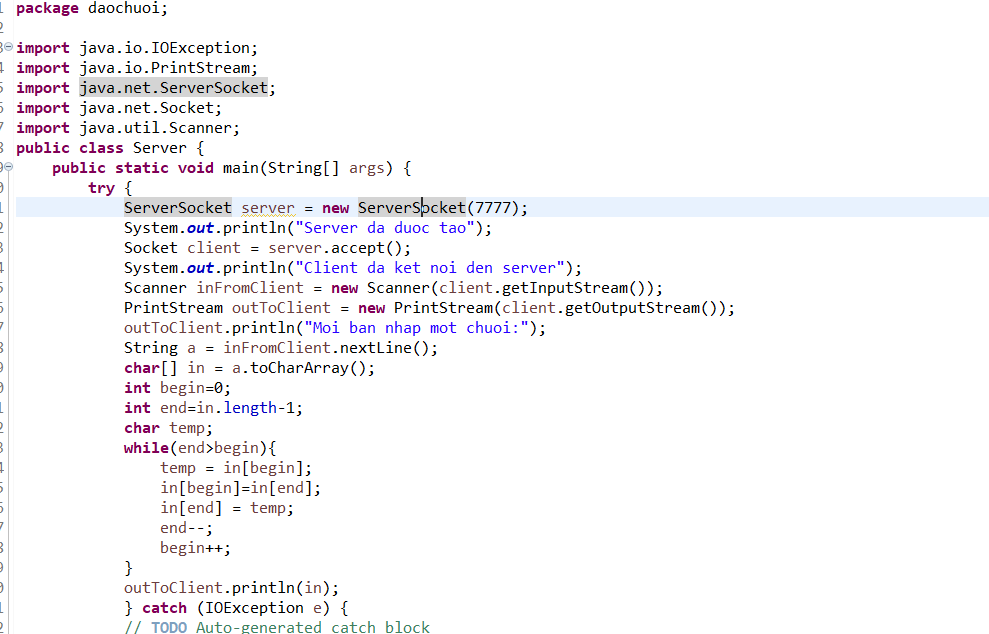 package daochuoi;
import java.io.IOException;
import java.io.PrintStream;
import java.net.ServerSocket;
import java.net.Socket;
import java.util.Scanner;
public class Server {
public static void main(String[] args) {
try {
ServerSocket server = new ServerSocket(7777);
System.out.println("Server da duoc tao");
Socket client = server.accept();
System.out.println("Client da ket noi den server");
Scanner inFromClient = new Scanner(client.getInputStream());
PrintStream outToClient = new PrintStream(client.getOutputStream());
outToClient.println("Moi ban nhap mot chuoi:");
String a = inFromClient.nextLine();
char[] in = a.toCharArray();
int begin=0;
int end=in.length-1;
char temp;
while(end>begin){
temp = in[begin];
in[begin]=in[end];
in[end] = temp;
end--;
begin++;
}
outToClient.println(in);
} catch (IOException e) {
// TODO Auto-generated catch block